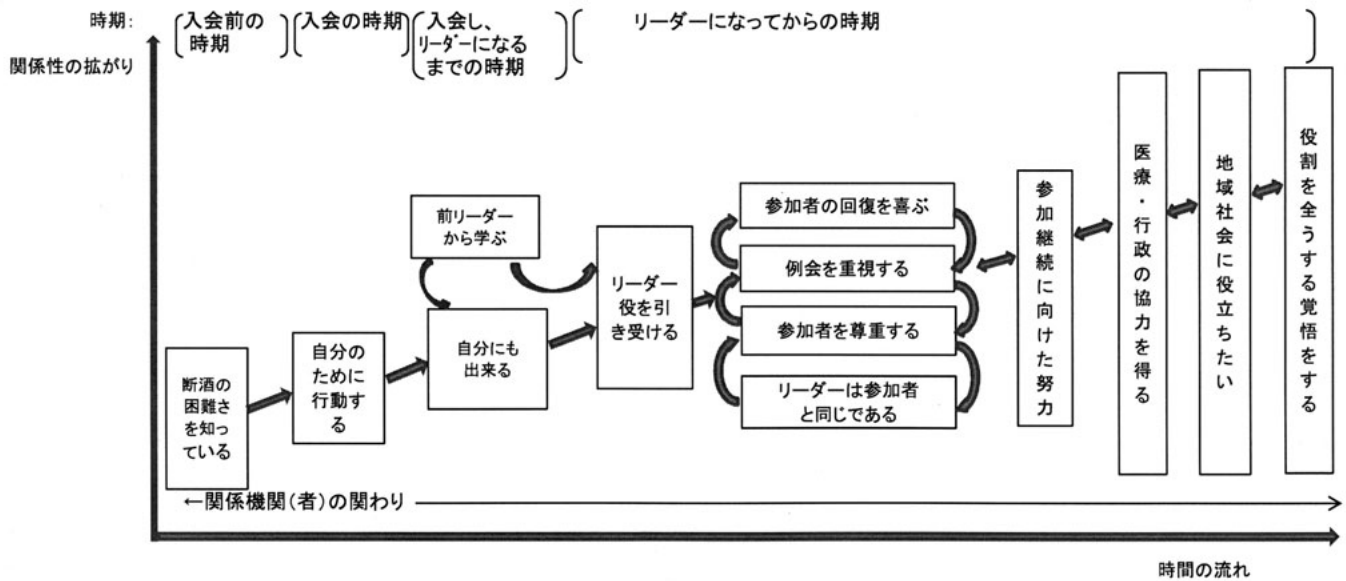 時期:
入会前の
時期
入会の時期
入会し、
リーダーになる
までの時期
リーダーになってからの時期
関係性の拡がり
断酒の
困難さ
を知っ
ている
自分の
ために
行動す
る
前リーダー
から学ぶ
自分にも
出来る
リーダー
役を引
き受ける
参加者の回復を喜ぶ
例会を重視する
参加者を尊重する
リーダーは参加者
と同じである
参加継続に向けた努力
医療・行政の協力を得る
地域社会に役立ちたい
役割を全うする覚悟をする
←関係機関(者)の関わり
時間の流れ